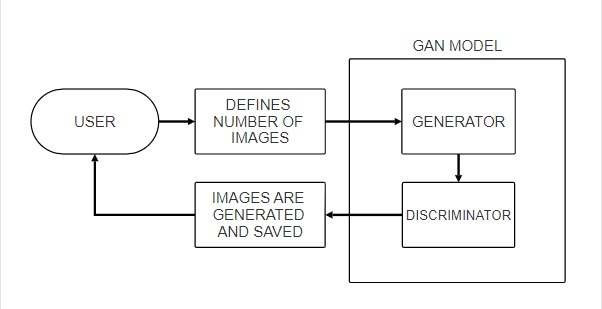 GAN MODEL
USER
DEFINES
NUMBER OF
IMAGES
GENERATOR
IMAGES ARE
GENERATED
AND SAVED
DISCRIMINATOR